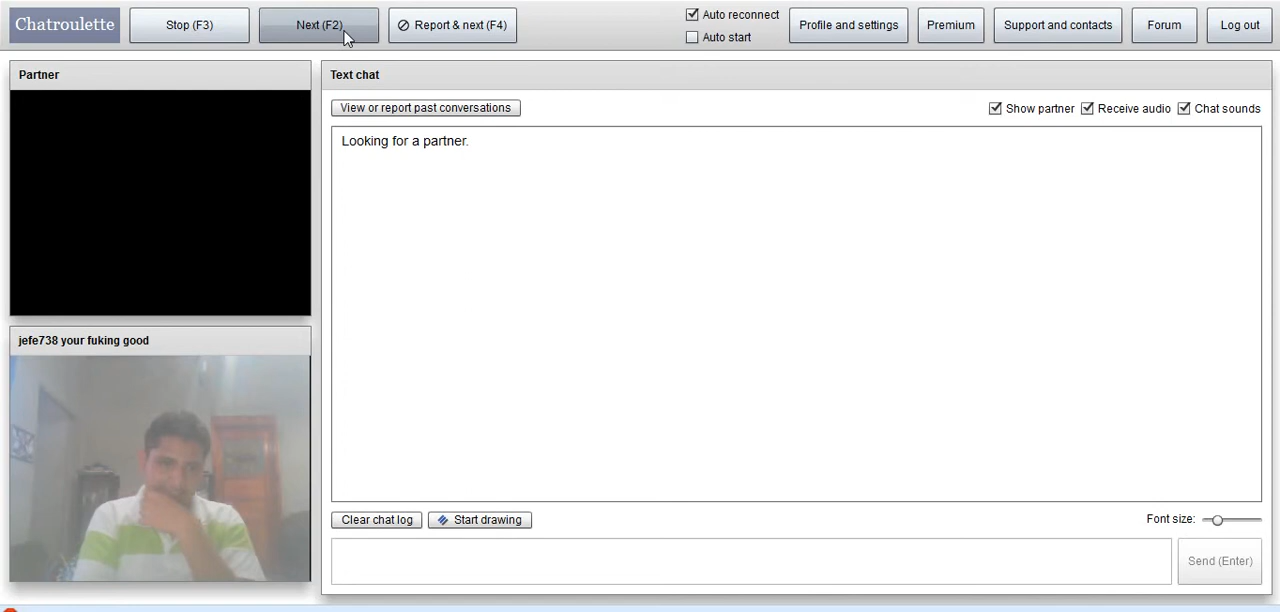 Chatroulette
Stop (F3)
Next (F2)
Report & next (F4)
Auto reconnect
Auto start
Profile and settings
Premium
Support and contacts
Forum
Log out
Partner
Text chat
View or report past conversations
Show partner
Receive audio
Chat sounds
Looking for a partner.
jefe738 your fuking good
Clear chat log
Start drawing
Font size:
Send (Enter)